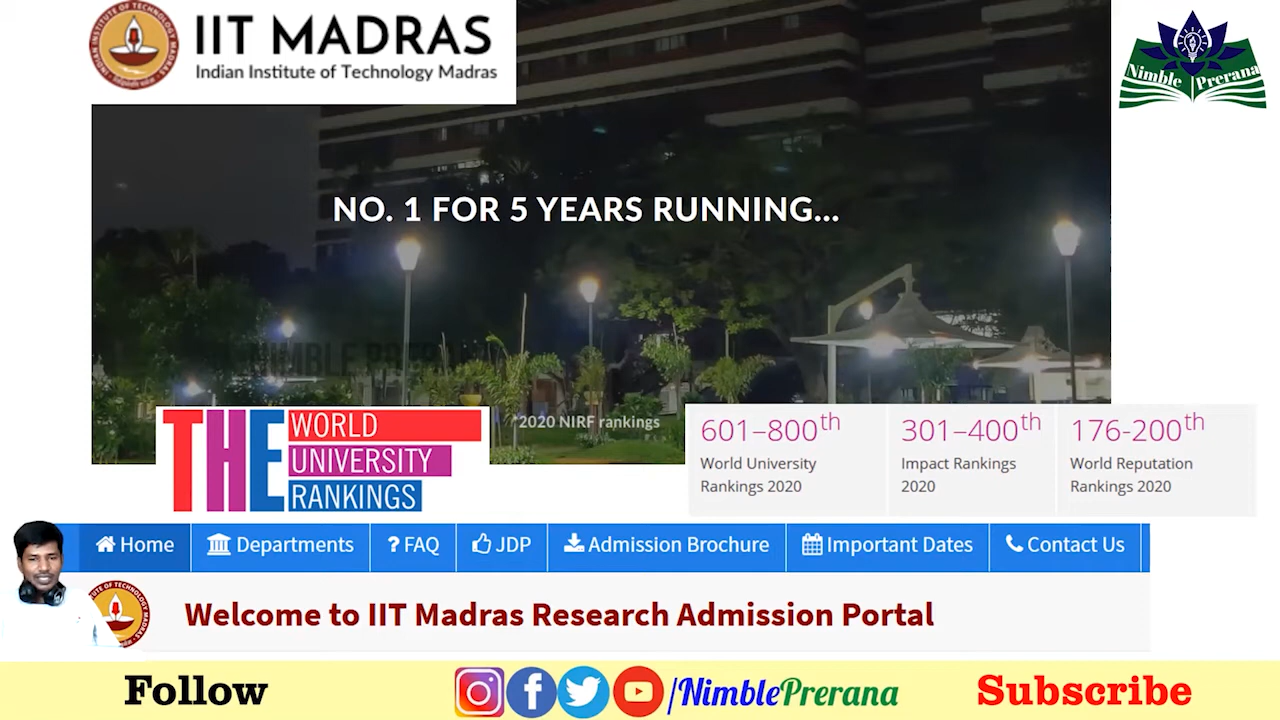 IIT MADRAS
Indian Institute of Technology Madras
Nimble Prerana
NO. 1 FOR 5 YEARS RUNNING...
NIMBLE PRERANA
*2020 NIRF rankings
THE WORLD
UNIVERSITY
RANKINGS
601–800th
World University
Rankings 2020
301–400th
Impact Rankings
2020
176-200th
World Reputation
Rankings 2020
Home Departments ? FAQ JDP Admission Brochure Important Dates Contact Us
Welcome to IIT Madras Research Admission Portal
Follow /NimblePrerana Subscribe